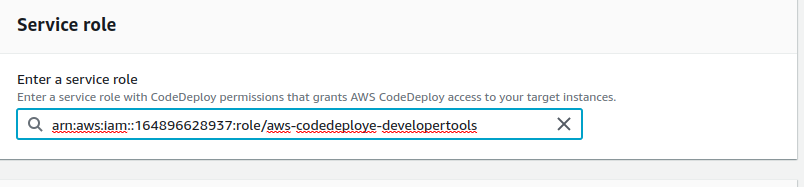 Service role
Enter a service role
Enter a service role with CodeDeploy permissions that grants AWS CodeDeploy access to your target instances.
arn:aws:iam::164896628937:role/aws-codedeploye-developertools